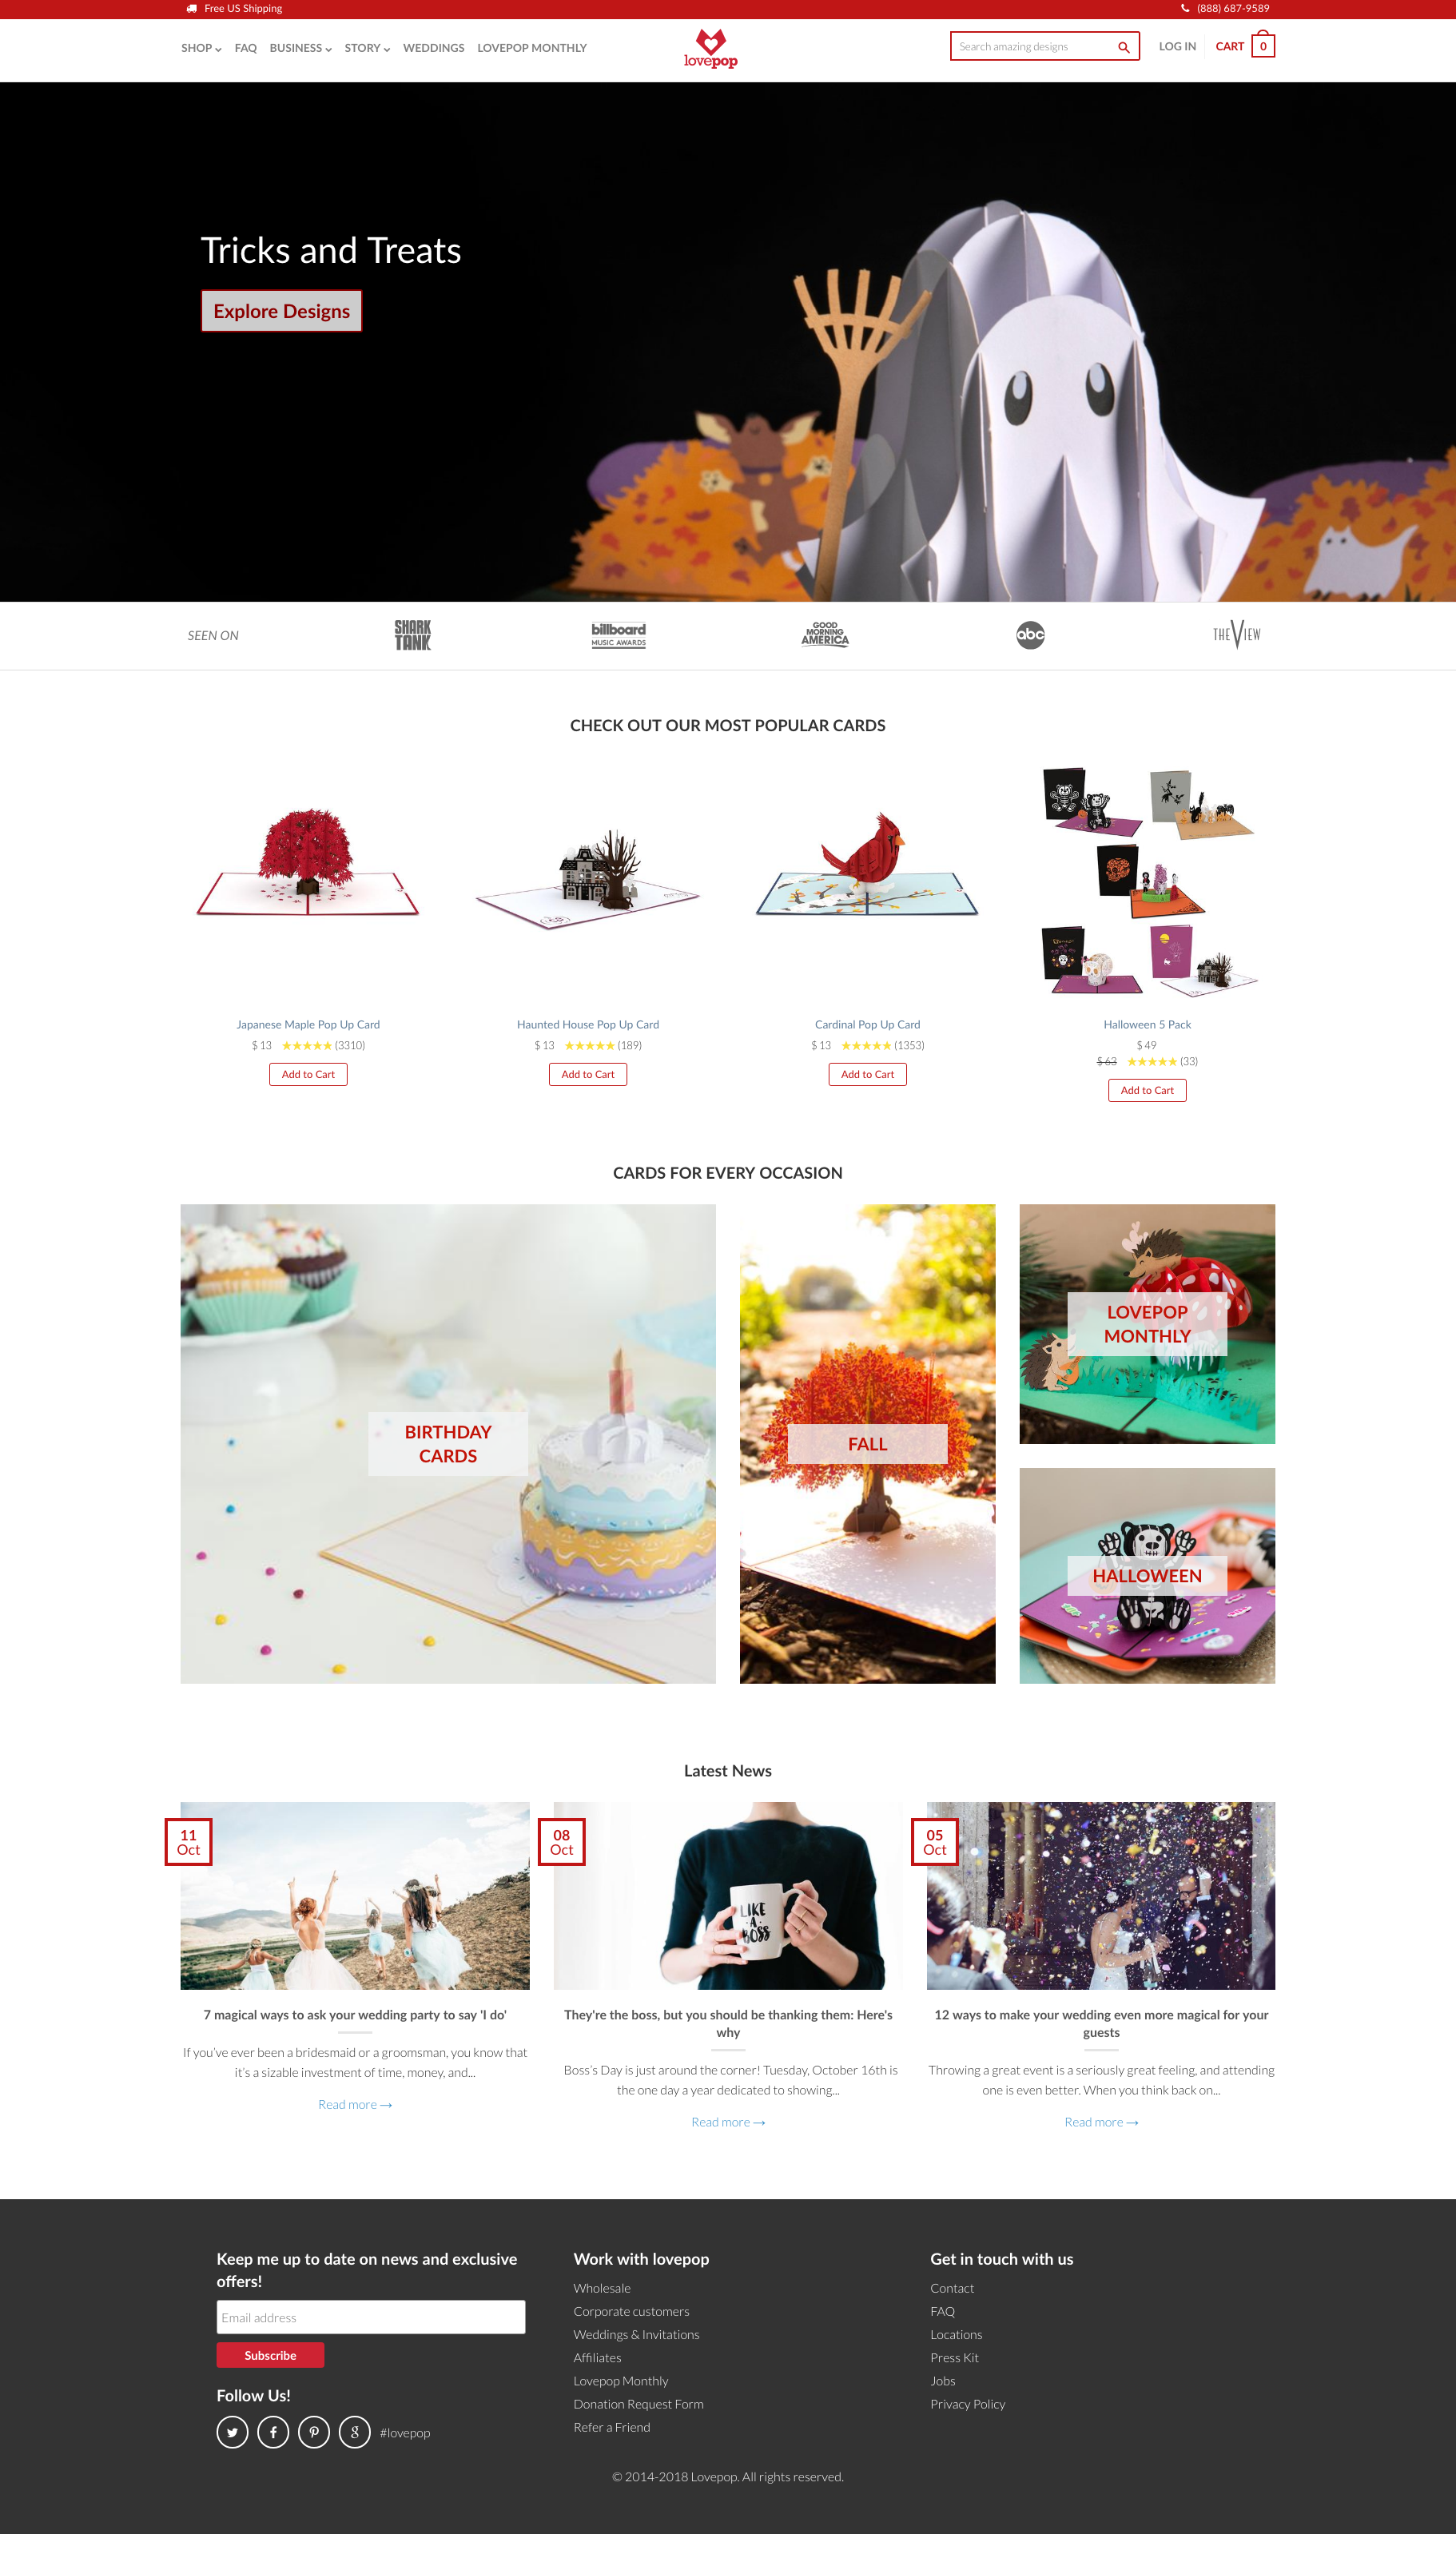 Free US Shipping
(888) 687-9589
SHOP FAQ BUSINESS STORY WEDDINGS LOVEPOP MONTHLY
lovepop
Search amazing designs
LOG IN
CART 0
Tricks and Treats
Explore Designs
SEEN ON
SHARK
TANK
billboard
MUSIC AWARDS
GOOD
MORNING
AMERICA
abc
THE VIEW
CHECK OUT OUR MOST POPULAR CARDS
Japanese Maple Pop Up Card
$ 13 ★★★★★ (3310)
Add to Cart
Haunted House Pop Up Card
$ 13 ★★★★★ (189)
Add to Cart
Cardinal Pop Up Card
$ 13 ★★★★★ (1353)
Add to Cart
Halloween 5 Pack
$ 49
$ 63 ★★★★★ (33)
Add to Cart
CARDS FOR EVERY OCCASION
BIRTHDAY
CARDS
FALL
LOVEPOP
MONTHLY
HALLOWEEN
Latest News
11
Oct
7 magical ways to ask your wedding party to say 'I do'
If you've ever been a bridesmaid or a groomsman, you know that
it's a sizable investment of time, money, and...
Read more →
08
Oct
LIKE
A
BOSS
They're the boss, but you should be thanking them: Here's
why
Boss's Day is just around the corner! Tuesday, October 16th is
the one day a year dedicated to showing...
Read more →
05
Oct
12 ways to make your wedding even more magical for your
guests
Throwing a great event is a seriously great feeling, and attending
one is even better. When you think back on...
Read more →
Keep me up to date on news and exclusive
offers!
Email address
Subscribe
Follow Us!
#lovepop
Work with lovepop
Wholesale
Corporate customers
Weddings & Invitations
Affiliates
Lovepop Monthly
Donation Request Form
Refer a Friend
Get in touch with us
Contact
FAQ
Locations
Press Kit
Jobs
Privacy Policy
© 2014-2018 Lovepop. All rights reserved.